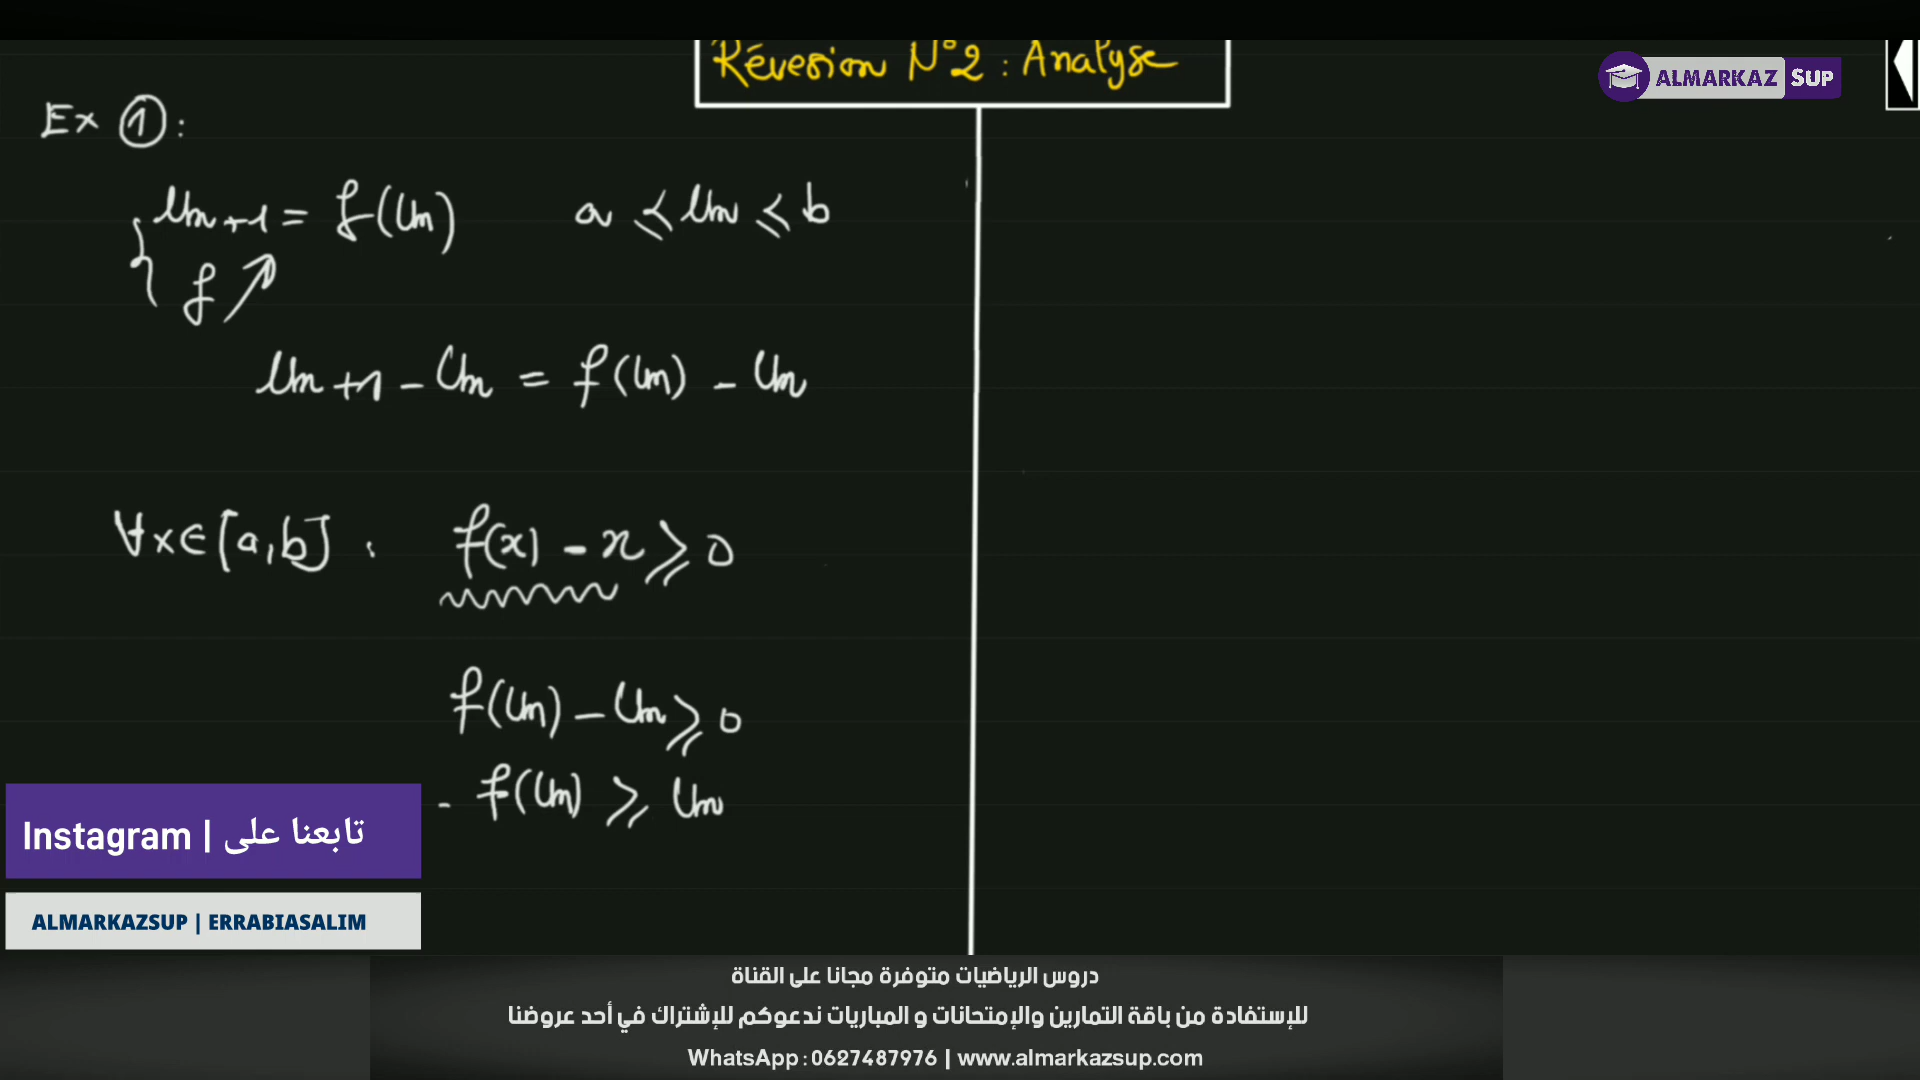 Révision N°2 : Analyse
ALMARKAZ SUP
Ex ① :
Un+1 = f(Un)    a ⩽ Un ⩽ b
f ↗
Un+1 - Un = f(Un) - Un
∀x∈[a,b] : f(x) - x ⩾ 0
f(Un) - Un ⩾ 0
- f(Un) ⩾ Un
Instagram | تابعنا على
ALMARKAZSUP | ERRABIASALIM
دروس الرياضيات متوفرة مجانا على القناة
للإستفادة من باقة التمارين والإمتحانات و المباريات ندعوكم للإشتراك في أحد عروضنا
WhatsApp : 0627487976 | www.almarkazsup.com